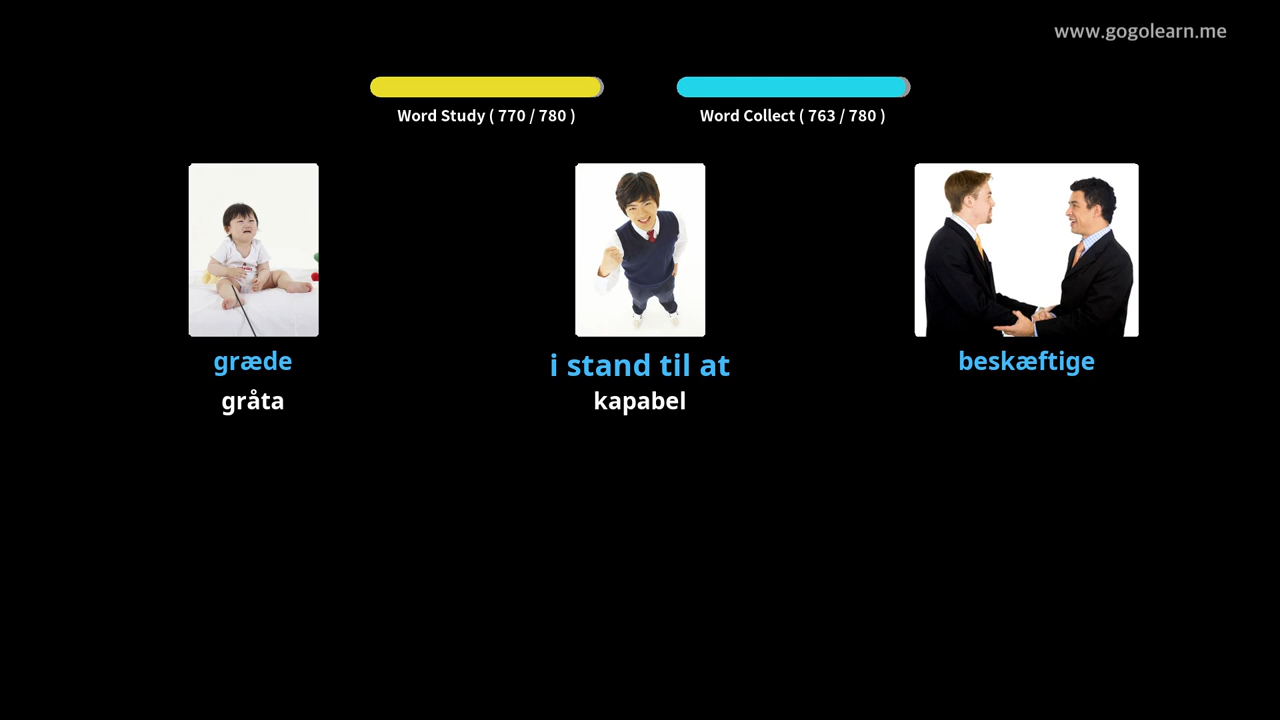 www.gogolearn.me
Word Study ( 770 / 780 )
Word Collect ( 763 / 780 )
græde
i stand til at
beskæftige
gråta
kapabel